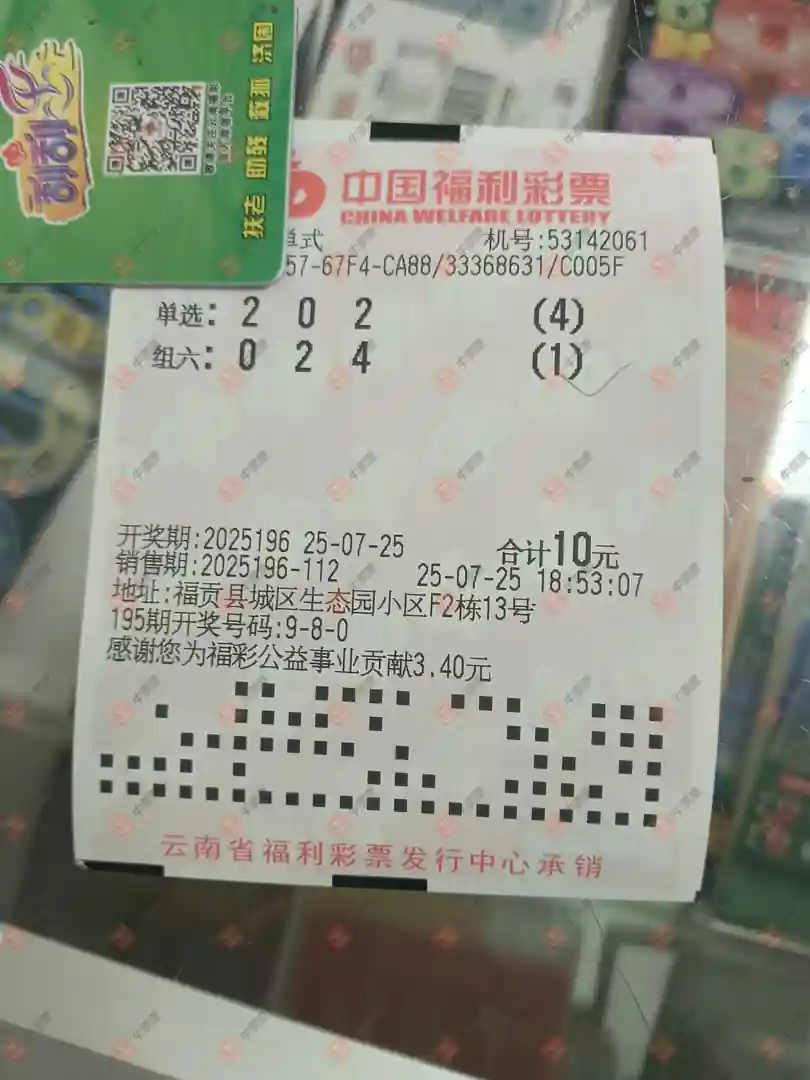 刮刮乐
扶老 助残 救孤 济困
中国福利彩票
CHINA WELFARE LOTTERY
单式 机号:53142061
57-67F4-CA88/33368631/C005F
单选: 2 0 2 (4)
组六: 0 2 4 (1)
开奖期:2025196 25-07-25 合计10元
销售期:2025196-112 25-07-25 18:53:07
地址:福贡县城区生态园小区F2栋13号
195期开奖号码:9-8-0
感谢您为福彩公益事业贡献3.40元
云南省福利彩票发行中心承销